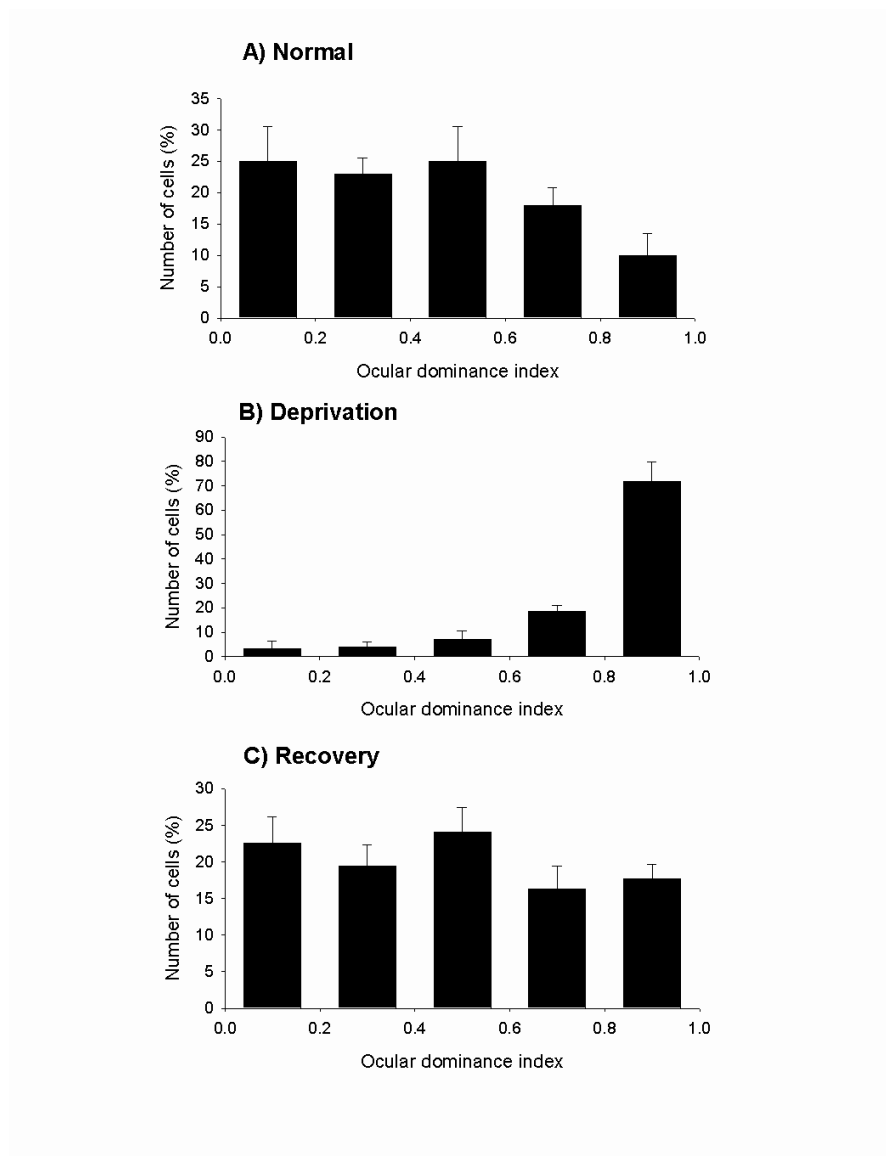 A) Normal
35
30
25
20
15
10
5
0
Number of cells (%)
0.0 0.2 0.4 0.6 0.8 1.0
Ocular dominance index
B) Deprivation
90
80
70
60
50
40
30
20
10
0
Number of cells (%)
0.0 0.2 0.4 0.6 0.8 1.0
Ocular dominance index
C) Recovery
30
25
20
15
10
5
0
Number of cells (%)
0.0 0.2 0.4 0.6 0.8 1.0
Ocular dominance index